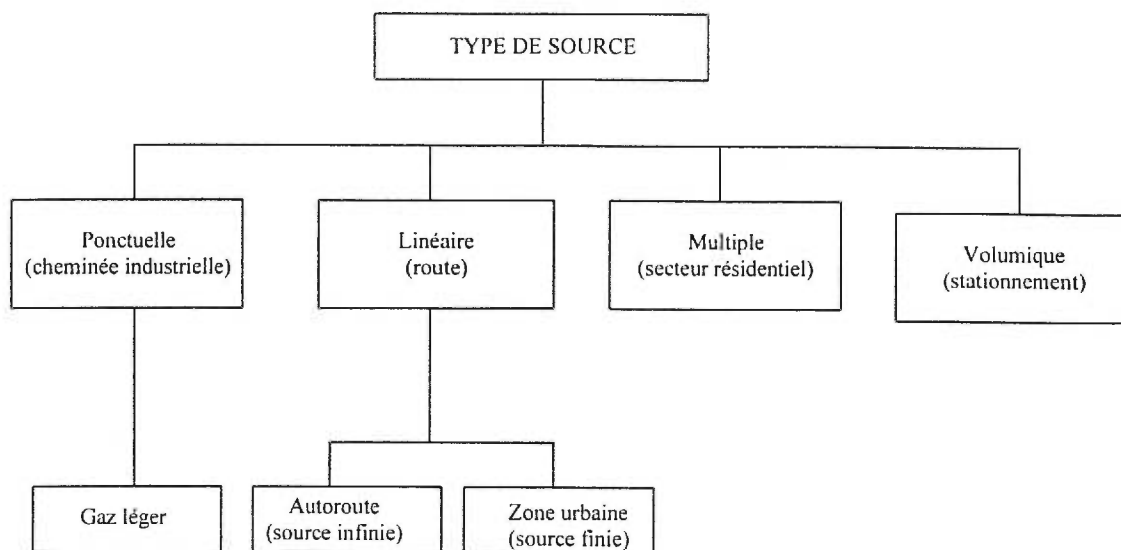 TYPE DE SOURCE
Ponctuelle
(cheminée industrielle)
Linéaire
(route)
Multiple
(secteur résidentiel)
Volumique
(stationnement)
Gaz léger
Autoroute
(source infinie)
Zone urbaine
(source finie)